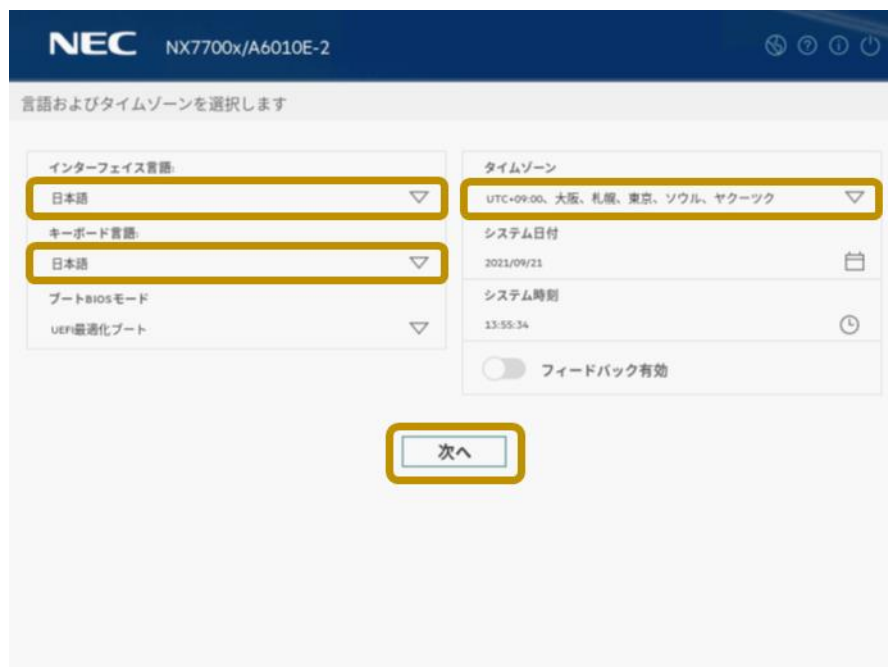 NEC NX7700x/A6010E-2
言語およびタイムゾーンを選択します
インターフェイス言語:
日本語
キーボード言語:
日本語
ブートBIOSモード
UEFI最適化ブート
タイムゾーン
UTC+09:00、大阪、札幌、東京、ソウル、ヤクーツク
システム日付
2021/09/21
システム時刻
13:55:34
フィードバック有効
次へ